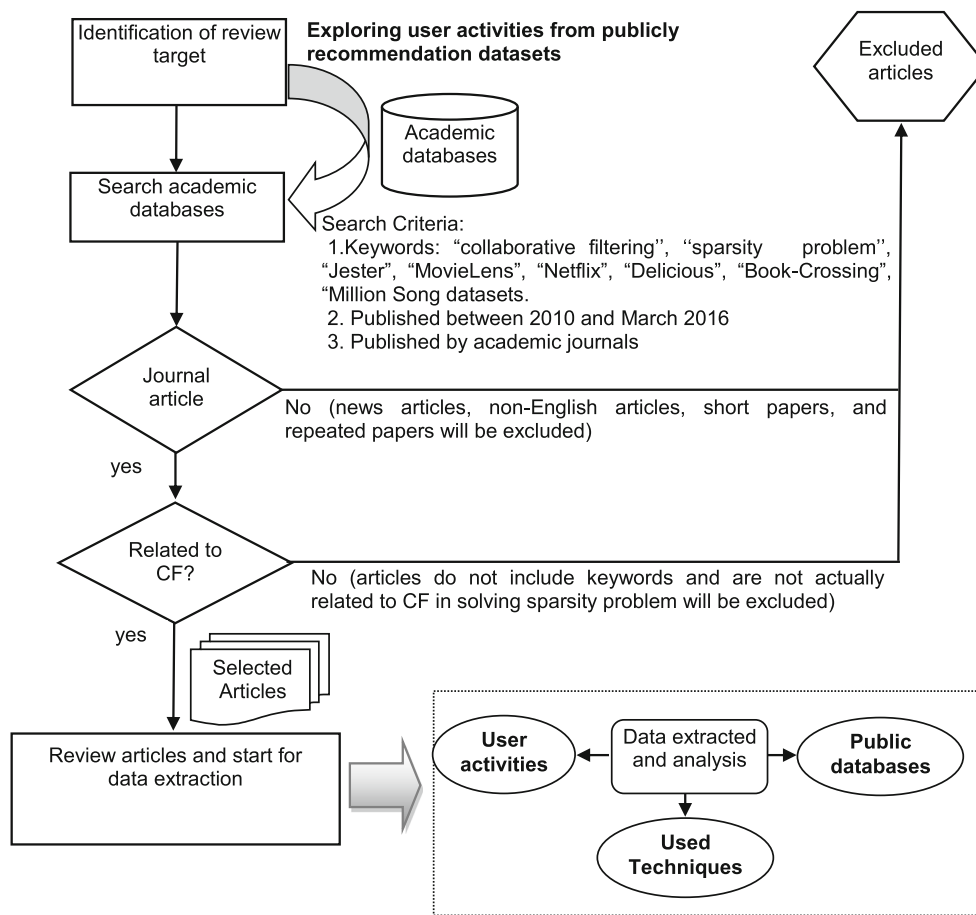 Identification of review
target
Exploring user activities from publicly
recommendation datasets
Excluded
articles
Academic
databases
Search academic
databases
Search Criteria:
1.Keywords: “collaborative filtering’’, ‘‘sparsity problem’’,
“Jester”, “MovieLens”, “Netflix”, “Delicious”, “Book-Crossing”,
“Million Song datasets.
2. Published between 2010 and March 2016
3. Published by academic journals
Journal
article
No (news articles, non-English articles, short papers, and
repeated papers will be excluded)
yes
Related to
CF?
No (articles do not include keywords and are not actually
related to CF in solving sparsity problem will be excluded)
yes
Selected
Articles
Review articles and start for
data extraction
User
activities
Data extracted
and analysis
Public
databases
Used
Techniques